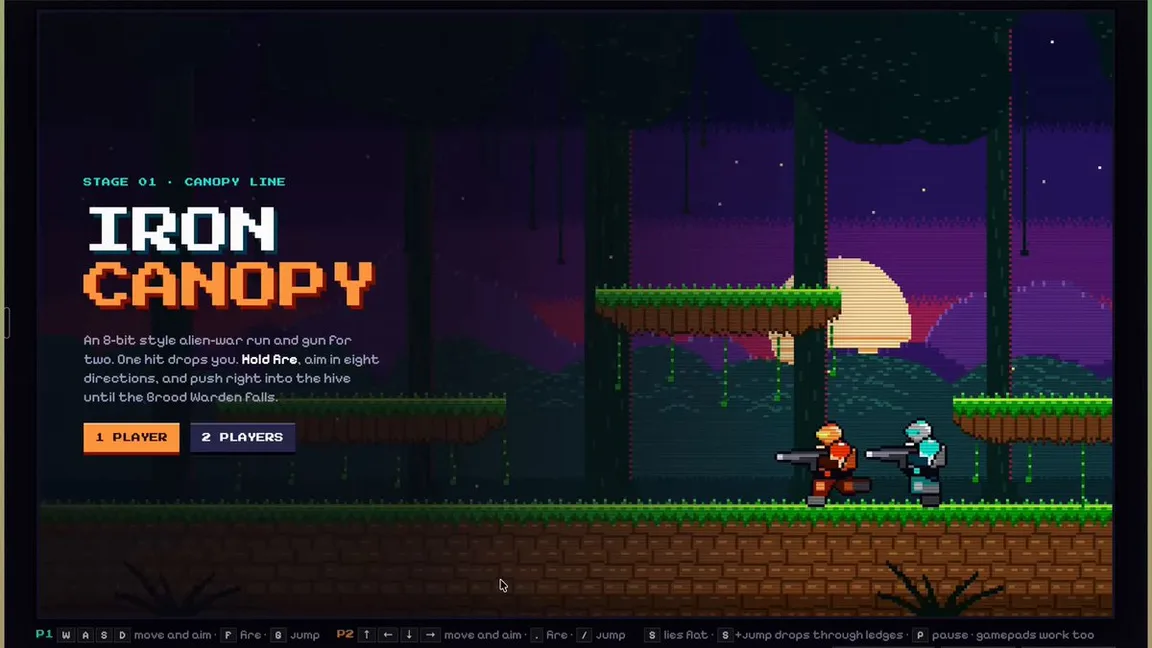 STAGE 01 · CANOPY LINE
IRON
CANOPY
An 8-bit style alien-war run and gun for
two. One hit drops you. Hold fire, aim in eight
directions, and push right into the hive
until the Brood Warden falls.
1 PLAYER 2 PLAYERS
P1 W A S D move and aim · F fire · G jump P2 ↑ ← ↓ → move and aim · . fire · / jump S lies flat · S +jump drops through ledges · P pause · gamepads work too